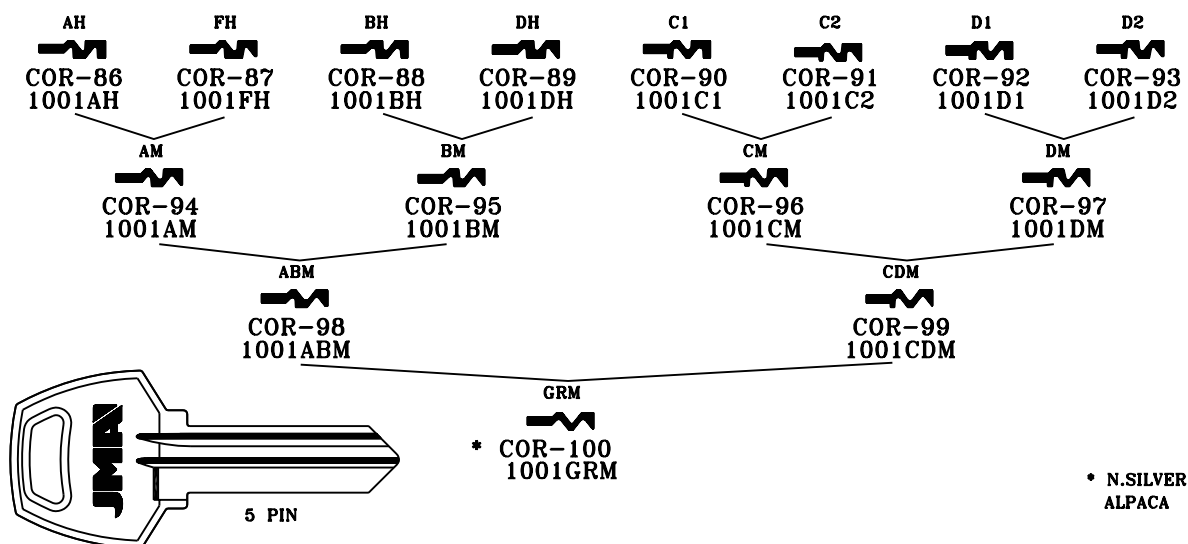 AH FH BH DH C1 C2 D1 D2
COR-86 COR-87 COR-88 COR-89 COR-90 COR-91 COR-92 COR-93
1001AH 1001FH 1001BH 1001DH 1001C1 1001C2 1001D1 1001D2
AM BM CM DM
COR-94 COR-95 COR-96 COR-97
1001AM 1001BM 1001CM 1001DM
ABM CDM
COR-98 COR-99
1001ABM 1001CDM
GRM
* COR-100
1001GRM
JMA
5 PIN
* N.SILVER
ALPACA